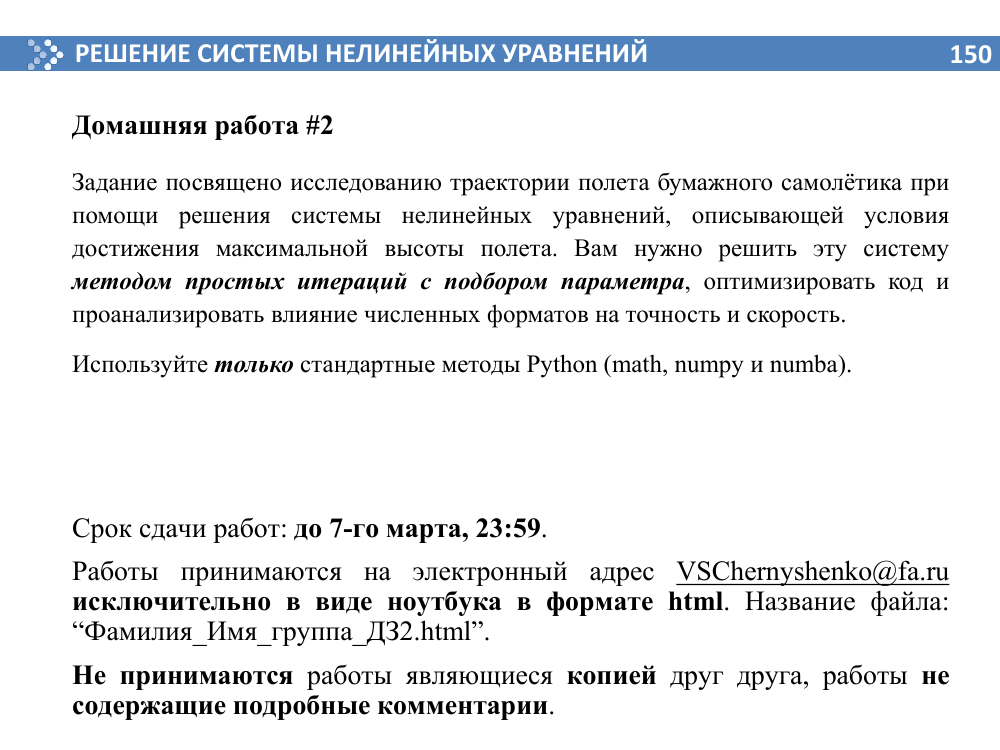 РЕШЕНИЕ СИСТЕМЫ НЕЛИНЕЙНЫХ УРАВНЕНИЙ 150
Домашняя работа #2
Задание посвящено исследованию траектории полета бумажного самолётика при
помощи решения системы нелинейных уравнений, описывающей условия
достижения максимальной высоты полета. Вам нужно решить эту систему
методом простых итераций с подбором параметра, оптимизировать код и
проанализировать влияние численных форматов на точность и скорость.
Используйте только стандартные методы Python (math, numpy и numba).
Срок сдачи работ: до 7-го марта, 23:59.
Работы принимаются на электронный адрес VSChernyshenko@fa.ru
исключительно в виде ноутбука в формате html. Название файла:
“Фамилия_Имя_группа_ДЗ2.html”.
Не принимаются работы являющиеся копией друг друга, работы не
содержащие подробные комментарии.